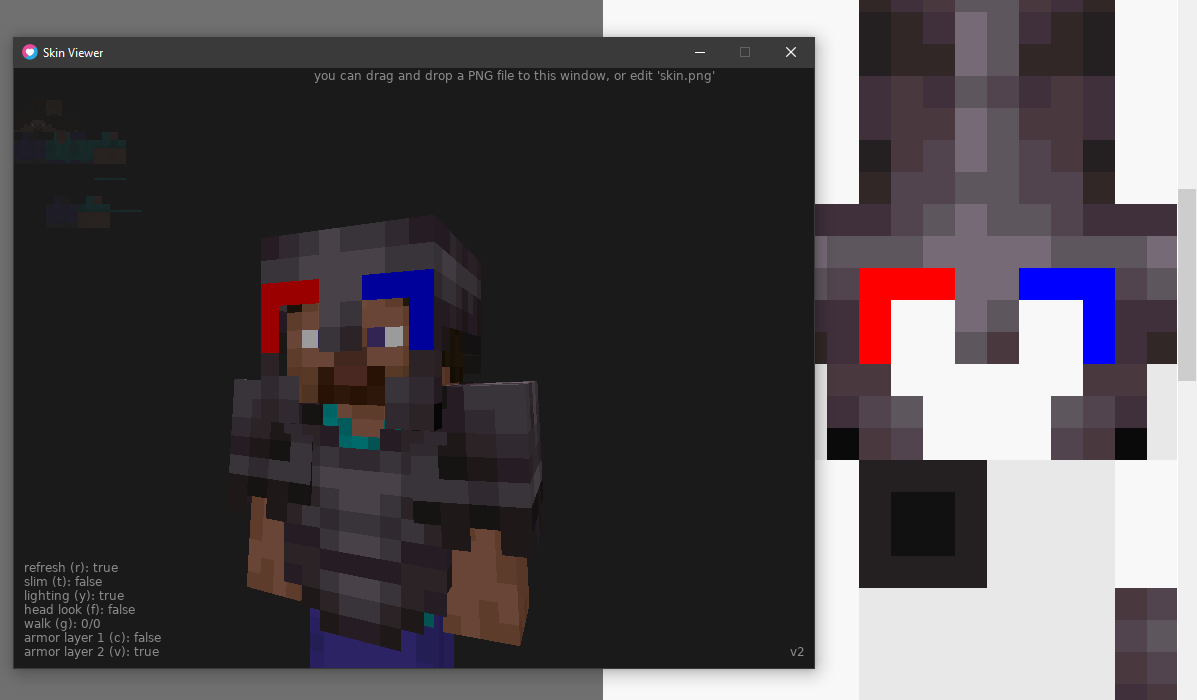 Skin Viewer
you can drag and drop a PNG file to this window, or edit 'skin.png'
refresh (r): true
slim (t): false
lighting (y): true
head look (f): false
walk (g): 0/0
armor layer 1 (c): false
armor layer 2 (v): true
v2